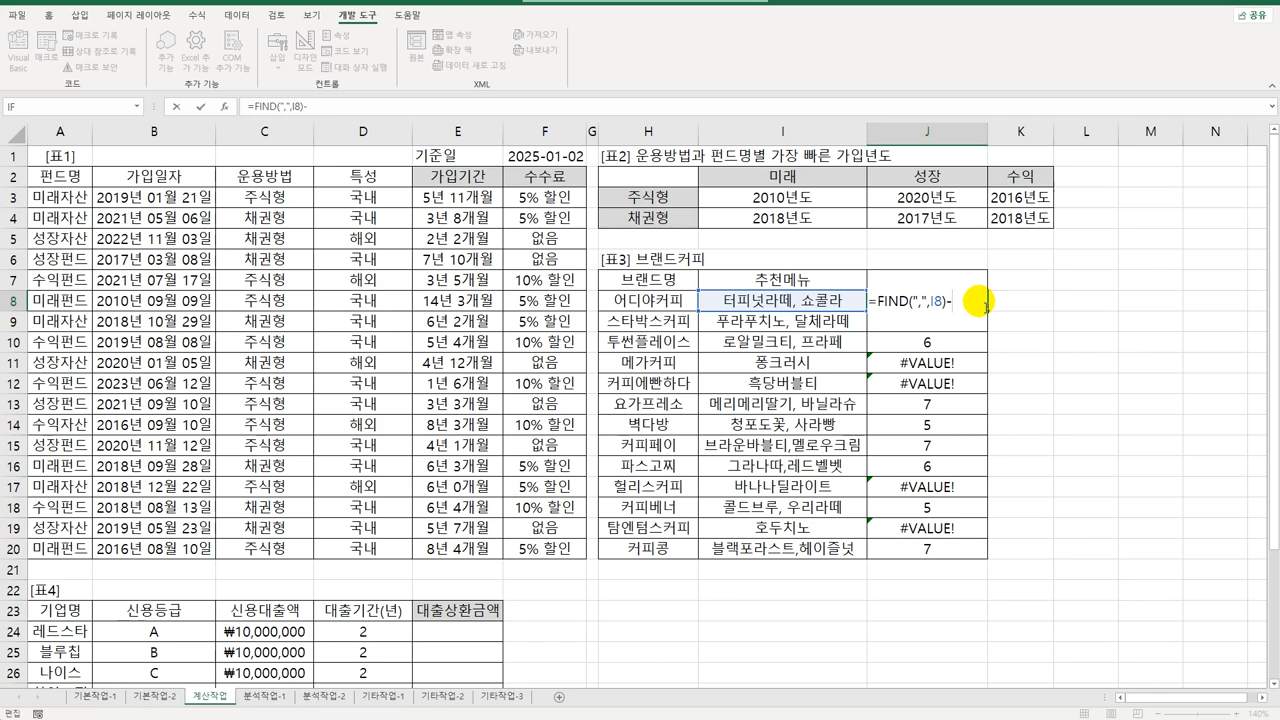 파일 홈 삽입 페이지 레이아웃 수식 데이터 검토 보기 개발 도구 도움말 공유
Visual Basic 매크로 매크로 기록 상대 참조로 기록 매크로 보안 추가 기능 Excel 추가 기능 COM 추가 기능 삽입 디자인 모드 속성 코드 보기 대화 상자 실행 원본 맵 속성 확장 팩 데이터 새로 고침 가져오기 내보내기
코드 추가 기능 컨트롤 XML
IF =FIND(",",I8)-
A B C D E F G H I J K L M N
1 [표1] 기준일 2025-01-02 [표2] 운용방법과 펀드명별 가장 빠른 가입년도
2 펀드명 가입일자 운용방법 특성 가입기간 수수료 미래 성장 수익
3 미래자산 2019년 01월 21일 주식형 국내 5년 11개월 5% 할인 주식형 2010년도 2020년도 2016년도
4 미래자산 2021년 05월 06일 채권형 국내 3년 8개월 5% 할인 채권형 2018년도 2017년도 2018년도
5 성장자산 2022년 11월 03일 채권형 해외 2년 2개월 없음
6 성장펀드 2017년 03월 08일 채권형 국내 7년 10개월 없음 [표3] 브랜드커피
7 수익펀드 2021년 07월 17일 주식형 해외 3년 5개월 10% 할인 브랜드명 추천메뉴
8 미래펀드 2010년 09월 09일 주식형 국내 14년 3개월 5% 할인 어디야커피 터피넛라떼, 쇼콜라 =FIND(",",I8)-
9 미래펀드 2018년 10월 29일 주식형 국내 6년 2개월 5% 할인 스타박스커피 푸라푸치노, 달체라떼
10 수익자산 2019년 08월 08일 주식형 국내 5년 4개월 10% 할인 투썬플레이스 로얄밀크티, 프라페 6
11 성장자산 2020년 01월 05일 채권형 해외 4년 12개월 없음 메가커피 퐁크러시 #VALUE!
12 수익펀드 2023년 06월 12일 주식형 국내 1년 6개월 10% 할인 커피에빤하다 흑당버블티 #VALUE!
13 성장펀드 2021년 09월 10일 주식형 국내 3년 3개월 없음 요가프레소 메리메리딸기, 바닐라슈 7
14 수익자산 2016년 09월 10일 주식형 해외 8년 3개월 10% 할인 벽다방 청포도꽃, 사라빵 5
15 성장자산 2020년 11월 12일 채권형 국내 4년 1개월 없음 커피페이 브라운바블티,멜로우크림 7
16 미래펀드 2018년 09월 28일 채권형 국내 6년 3개월 5% 할인 파스고찌 그라나따,레드벨벳 6
17 미래자산 2018년 12월 22일 채권형 해외 6년 0개월 5% 할인 헐리스커피 바나나딜라이트 #VALUE!
18 수익펀드 2018년 08월 13일 채권형 국내 6년 4개월 10% 할인 커피베너 콜드브루, 우리라떼 5
19 성장자산 2019년 05월 23일 채권형 국내 5년 7개월 없음 탐엔텀스커피 호두치노 #VALUE!
20 미래펀드 2016년 08월 10일 주식형 국내 8년 4개월 5% 할인 커피콩 블랙포라스트,헤이즐넛 7
21
22 [표4]
23 기업명 신용등급 신용대출액 대출기간(년) 대출상환금액
24 레드스타 A ₩10,000,000 2
25 블루칩 B ₩10,000,000 2
26 나이스 C ₩10,000,000 2
기본작업-1 기본작업-2 계산작업 분석작업-1 분석작업-2 기타작업-1 기타작업-2 기타작업-3
편집 140%